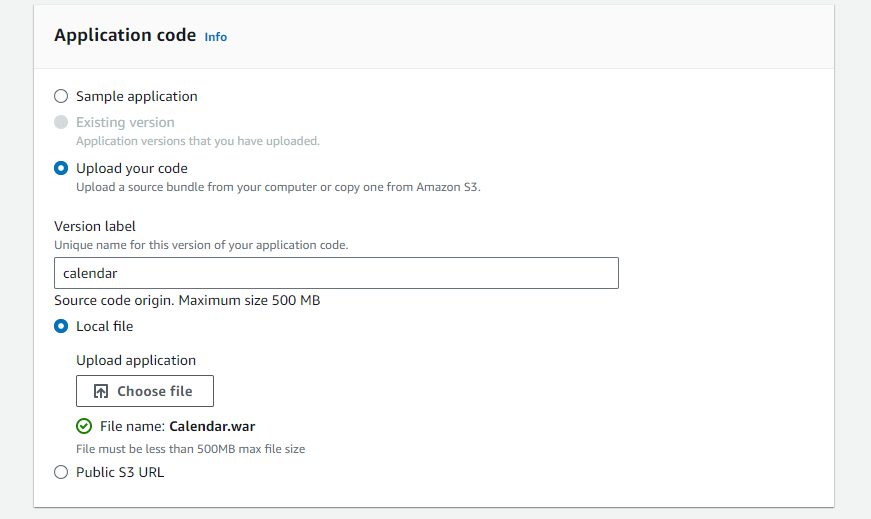 Application code Info
Sample application
Existing version
Application versions that you have uploaded.
Upload your code
Upload a source bundle from your computer or copy one from Amazon S3.
Version label
Unique name for this version of your application code.
calendar
Source code origin. Maximum size 500 MB
Local file
Upload application
Choose file
File name: Calendar.war
File must be less than 500MB max file size
Public S3 URL